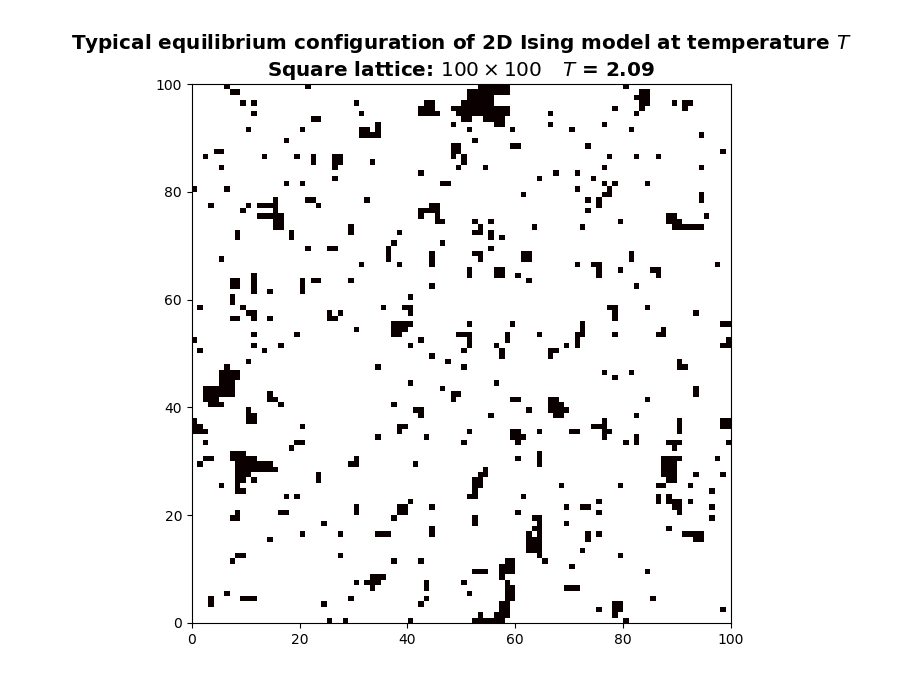 Typical equilibrium configuration of 2D Ising model at temperature T
Square lattice: 100 × 100 T = 2.09
100
80
60
40
20
0
0 20 40 60 80 100